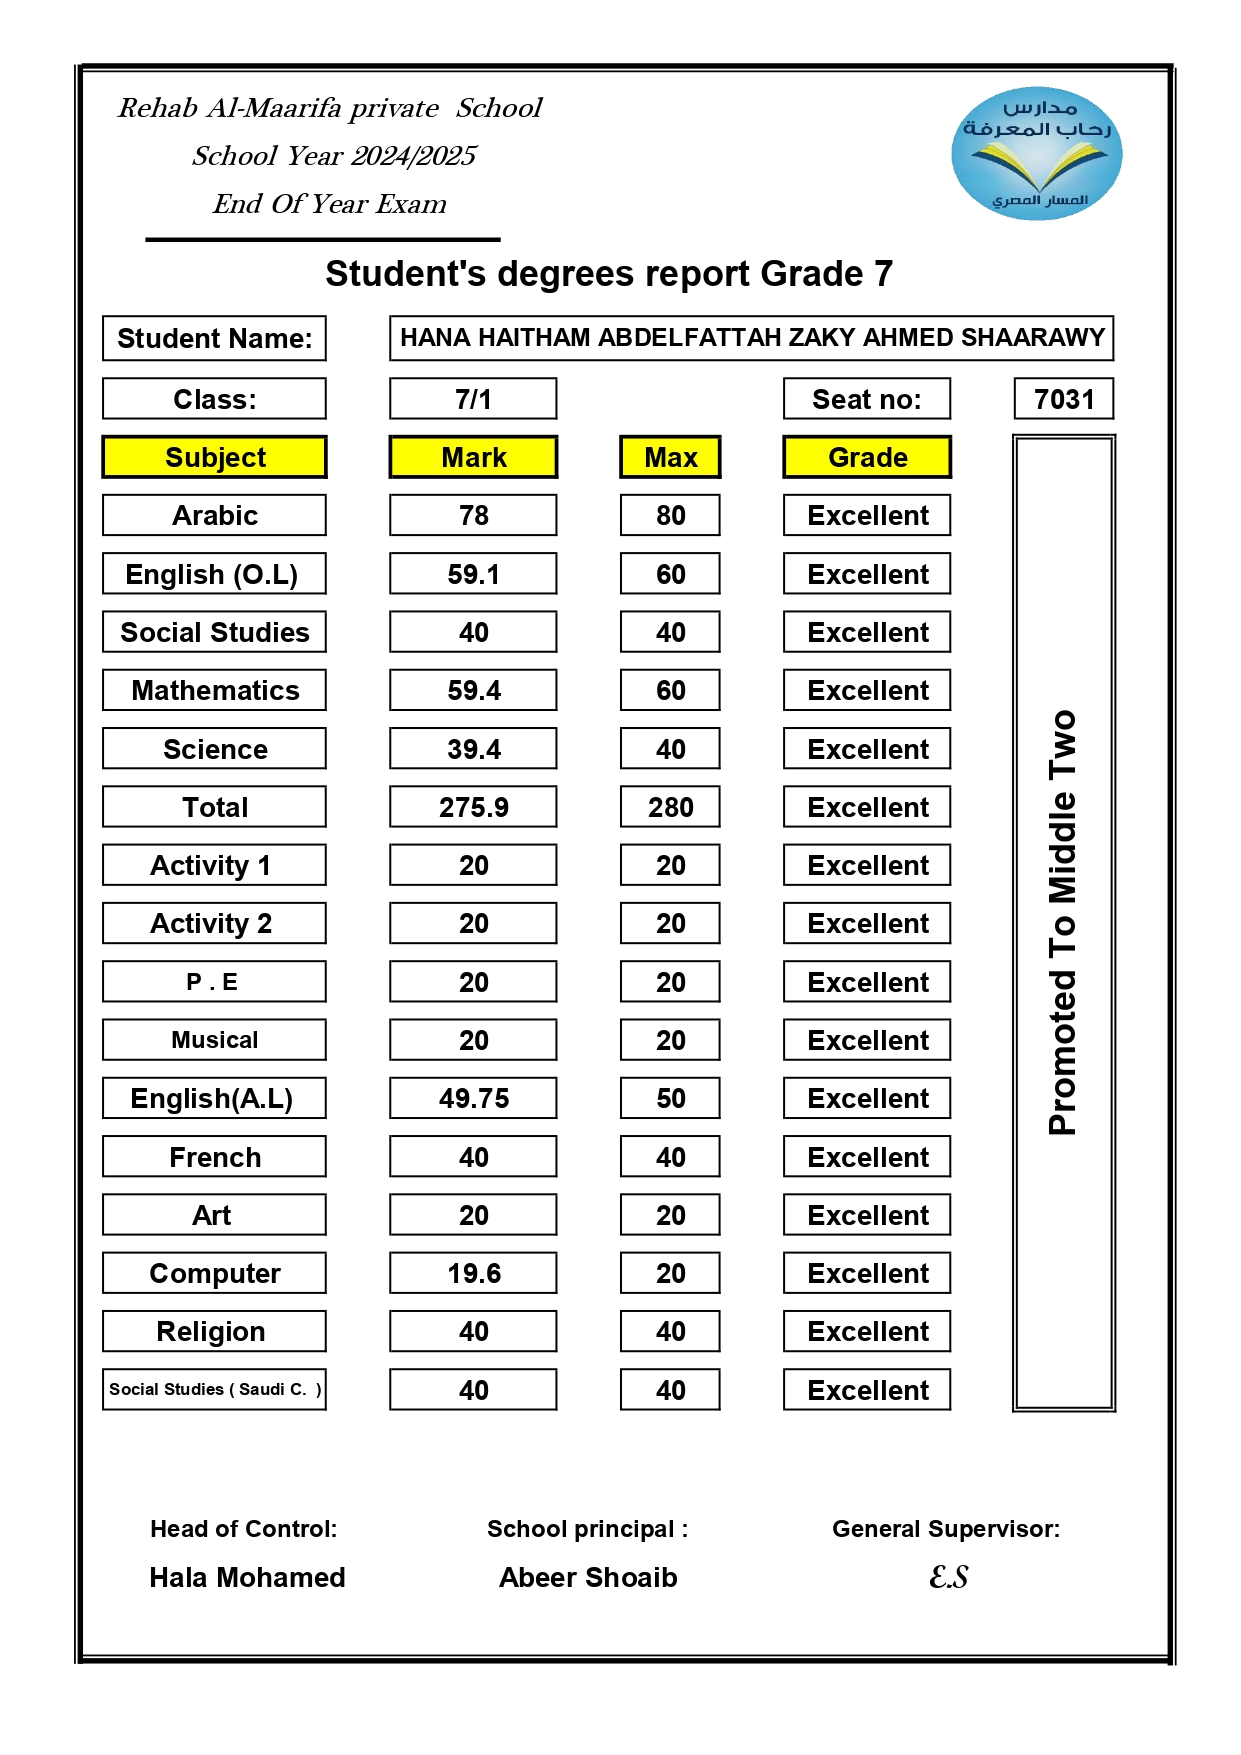 Rehab Al-Maarifa private School
School Year 2024/2025
End Of Year Exam
مدارس
رحاب المعرفة
المسار المصري
Student's degrees report Grade 7
Student Name: HANA HAITHAM ABDELFATTAH ZAKY AHMED SHAARAWY
Class: 7/1 Seat no: 7031
Subject Mark Max Grade
Arabic 78 80 Excellent
English (O.L) 59.1 60 Excellent
Social Studies 40 40 Excellent
Mathematics 59.4 60 Excellent
Science 39.4 40 Excellent
Total 275.9 280 Excellent
Activity 1 20 20 Excellent
Activity 2 20 20 Excellent
P . E 20 20 Excellent
Musical 20 20 Excellent
English(A.L) 49.75 50 Excellent
French 40 40 Excellent
Art 20 20 Excellent
Computer 19.6 20 Excellent
Religion 40 40 Excellent
Social Studies ( Saudi C. ) 40 40 Excellent
Promoted To Middle Two
Head of Control: School principal : General Supervisor:
Hala Mohamed Abeer Shoaib E.S